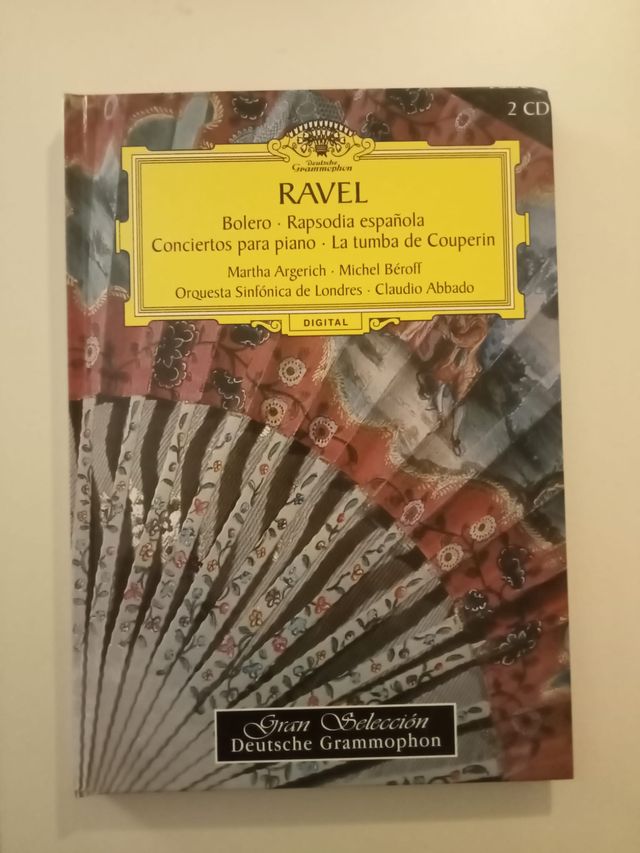 2 CD
Deutsche
Grammophon
RAVEL
Bolero · Rapsodia española
Conciertos para piano · La tumba de Couperin
Martha Argerich · Michel Béroff
Orquesta Sinfónica de Londres · Claudio Abbado
DIGITAL
Gran Selección
Deutsche Grammophon